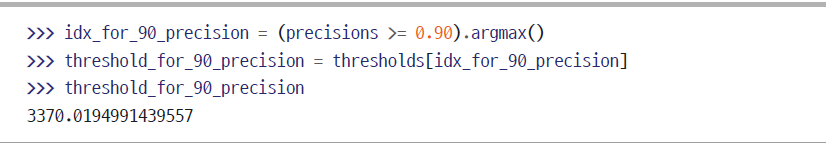 >>> idx_for_90_precision = (precisions >= 0.90).argmax()
>>> threshold_for_90_precision = thresholds[idx_for_90_precision]
>>> threshold_for_90_precision
3370.0194991439557